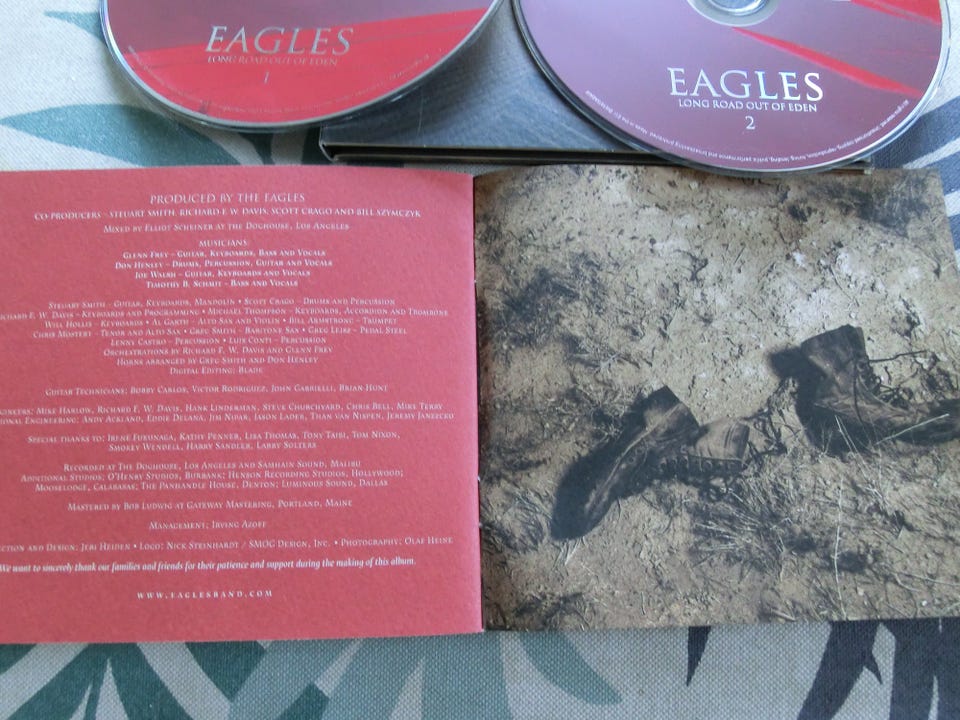 EAGLES
LONG ROAD OUT OF EDEN
1
EAGLES
LONG ROAD OUT OF EDEN
2
PRODUCED BY THE EAGLES
CO-PRODUCERS - STEUART SMITH, RICHARD F. W. DAVIS, SCOTT CRAGO AND BILL SZYMCZYK
MIXED BY ELLIOT SCHEINER AT THE DOGHOUSE, LOS ANGELES
MUSICIANS:
GLENN FREY – GUITAR, KEYBOARDS, BASS AND VOCALS
DON HENLEY – DRUMS, PERCUSSION, GUITAR AND VOCALS
JOE WALSH – GUITAR, KEYBOARDS AND VOCALS
TIMOTHY B. SCHMIT – BASS AND VOCALS
STEUART SMITH – GUITAR, KEYBOARDS, MANDOLIN • SCOTT CRAGO – DRUMS AND PERCUSSION
RICHARD F. W. DAVIS – KEYBOARDS AND PROGRAMMING • MICHAEL THOMPSON – KEYBOARDS, ACCORDION AND TROMBONE
WILL HOLLIS – KEYBOARDS • AL GARTH – ALTO SAX AND VIOLIN • BILL ARMSTRONG – TRUMPET
CHRIS MOSTERT – TENOR AND ALTO SAX • GREG SMITH – BARITONE SAX • GREG LEISZ – PEDAL STEEL
LENNY CASTRO – PERCUSSION • LUIS CONTI – PERCUSSION
ORCHESTRATIONS BY RICHARD F. W. DAVIS AND GLENN FREY
HORNS ARRANGED BY GREG SMITH AND DON HENLEY
DIGITAL EDITING: BLADE
GUITAR TECHNICIANS: BOBBY CARLOS, VICTOR RODRIGUEZ, JOHN GABRIELLI, BRIAN HUNT
MIKE HARLOW, RICHARD F. W. DAVIS, HANK LINDERMAN, STEVE CHURCHYARD, CHRIS BELL, MIKE TERRY
ENGINEERING: ANDY ACKLAND, EDDIE DELANA, JIM NIPAR, JASON LADER, THAN VAN NISPEN, JEREMY JANECZKO
SPECIAL THANKS TO: IRENE FUKUNAGA, KATHY PENNER, LISA THOMAS, TONY TAIBI, TOM NIXON,
SMOKEY WENDELL, HARRY SANDLER, LARRY SOLTERS
RECORDED AT THE DOGHOUSE, LOS ANGELES AND SAMHAIN SOUND, MALIBU
ADDITIONAL STUDIOS: O'HENRY STUDIOS, BURBANK; HENSON RECORDING STUDIOS, HOLLYWOOD;
MOOSELODGE, CALABASAS; THE PANHANDLE HOUSE, DENTON; LUMINOUS SOUND, DALLAS
MASTERED BY BOB LUDWIG AT GATEWAY MASTERING, PORTLAND, MAINE
MANAGEMENT: IRVING AZOFF
AND DESIGN: JERI HEIDEN • LOGO: NICK STEINHARDT / SMOG DESIGN, INC. • PHOTOGRAPHY: OLAF HEINE
We want to sincerely thank our families and friends for their patience and support during the making of this album.
WWW.EAGLESBAND.COM